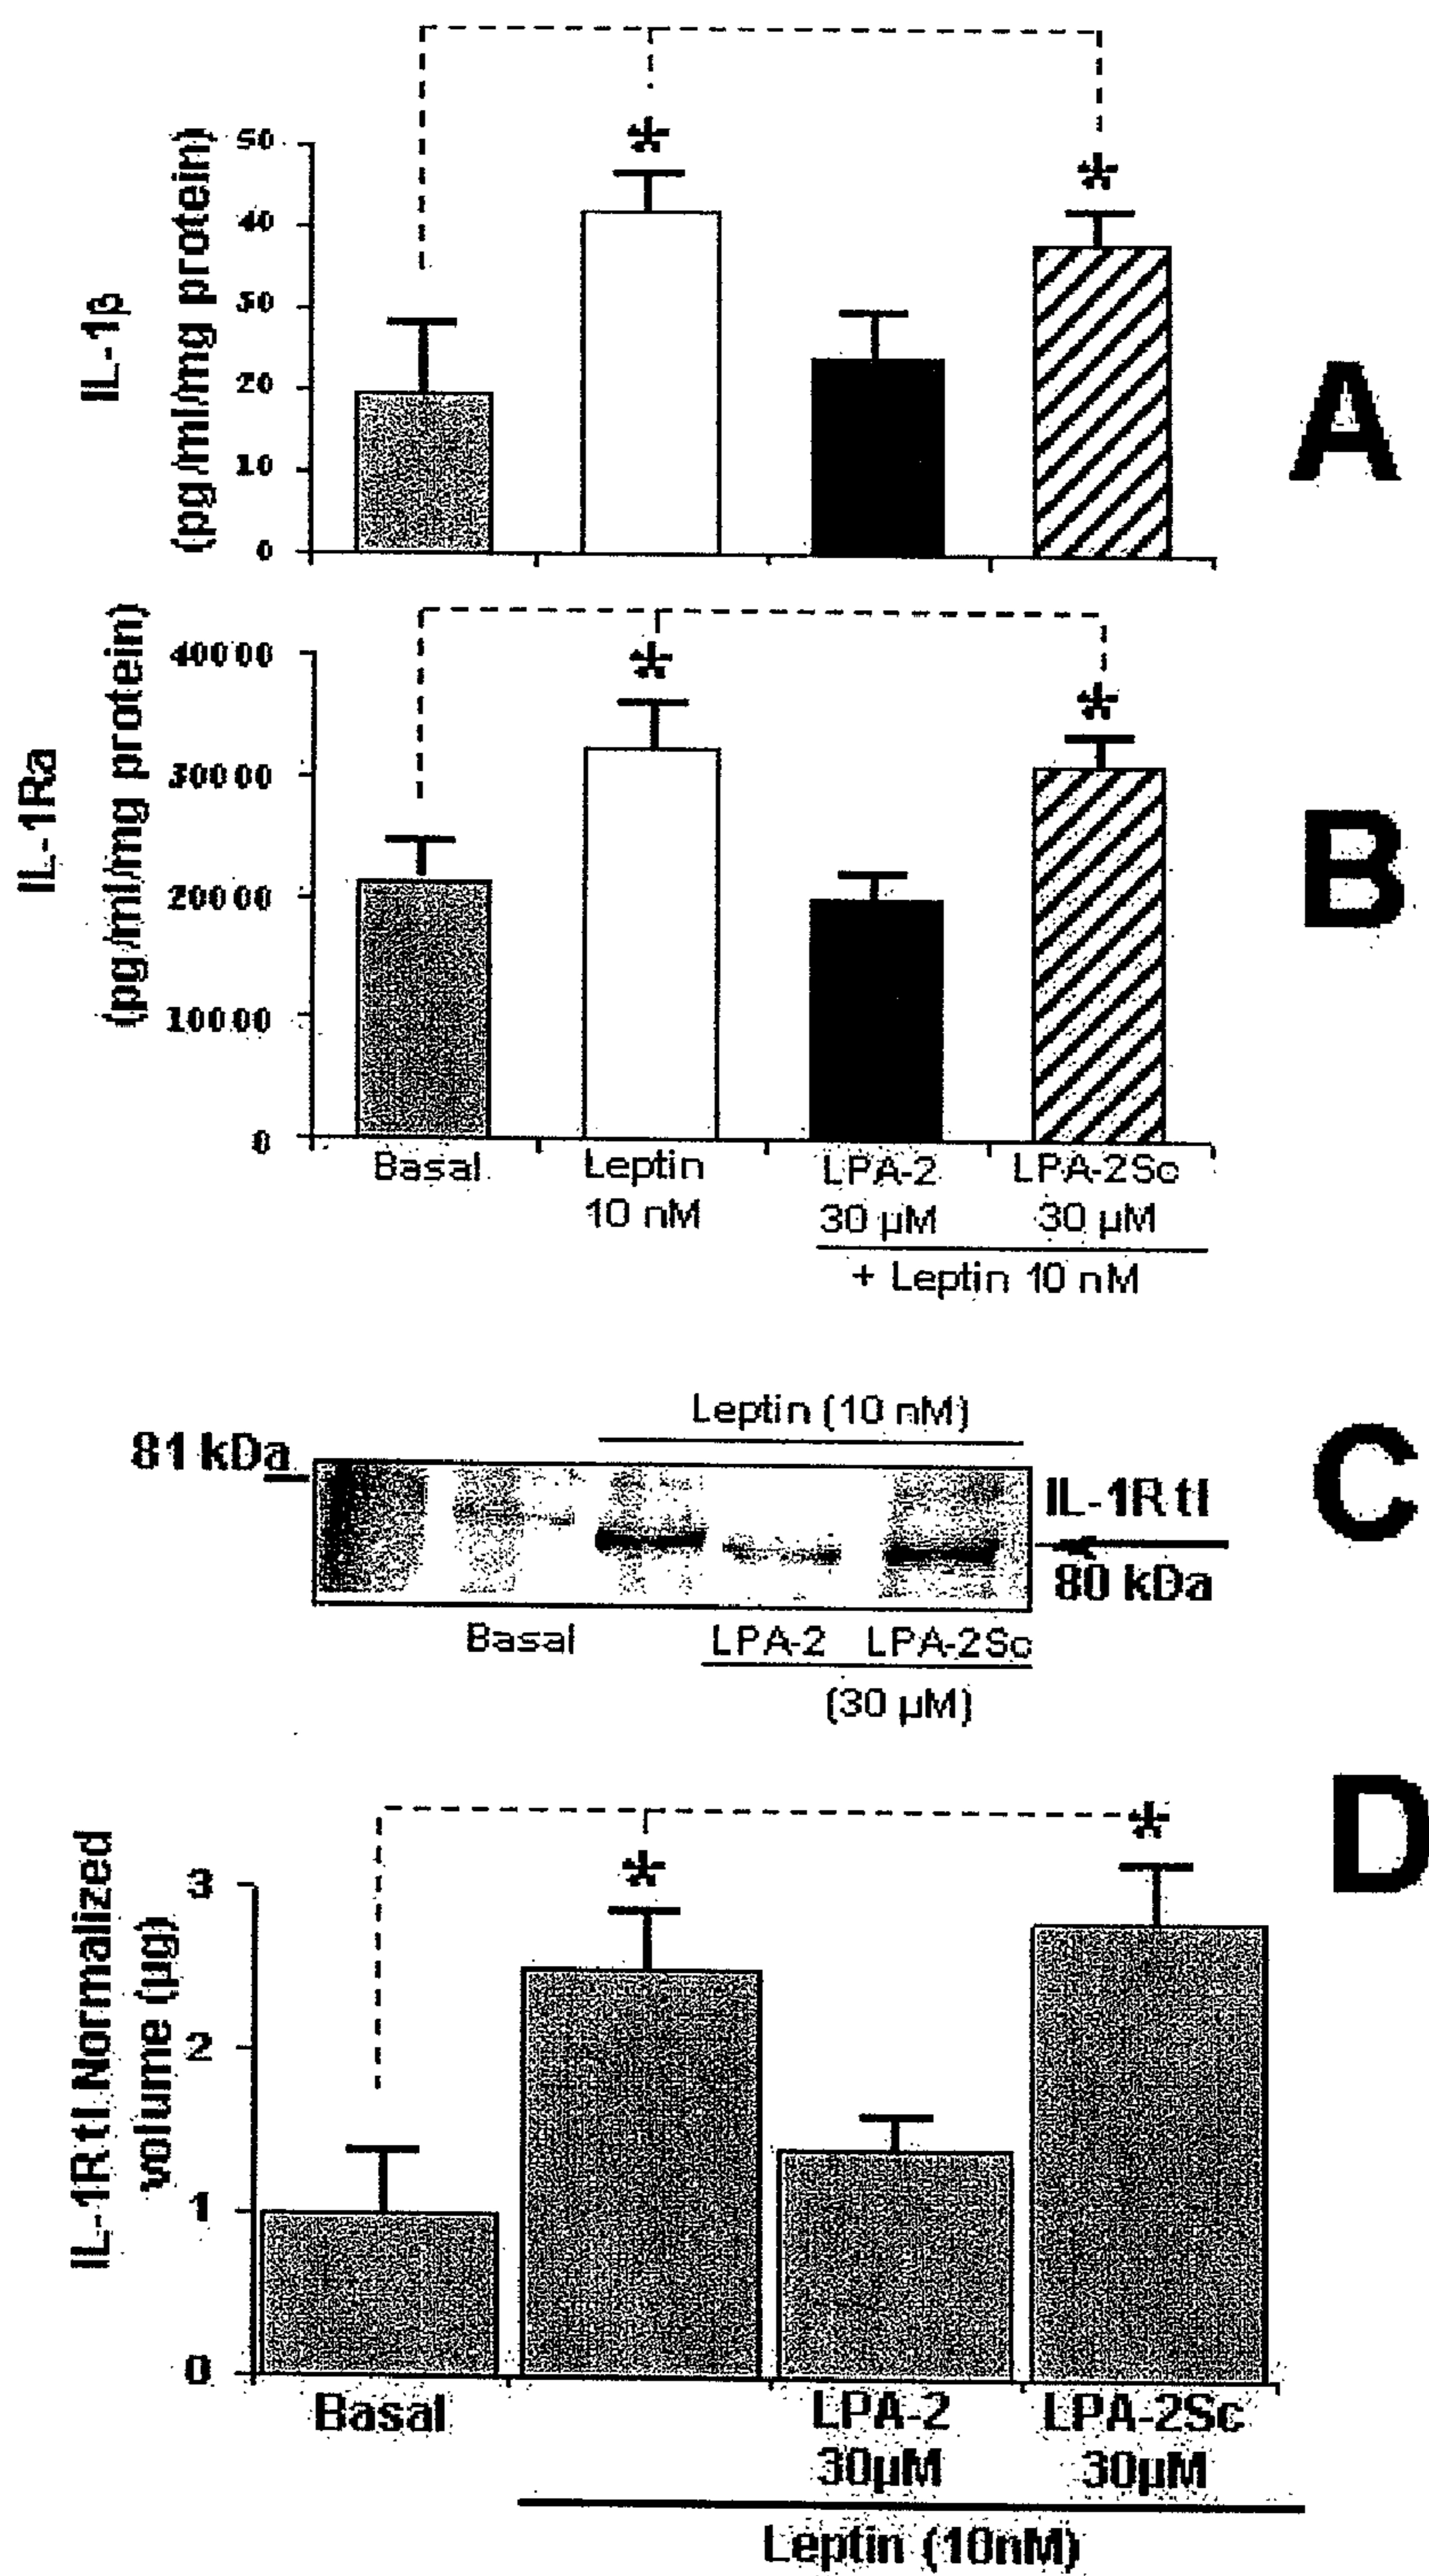 *
*
50
40
30
20
10
0
IL-1β
(pg/ml/mg protein)
A
*
*
40000
30000
20000
10000
0
IL-1Ra
(pg/ml/mg protein)
B
Basal Leptin LPA-2 LPA-2Sc
10 nM 30 µM 30 µM
+ Leptin 10 nM
Leptin (10 nM)
81 kDa
IL-1R tI
80 kDa
C
Basal LPA-2 LPA-2Sc
(30 µM)
D
*
*
3
2
1
0
IL-1R tI Normalized
volume (µg)
Basal LPA-2 LPA-2Sc
30µM 30µM
Leptin (10nM)